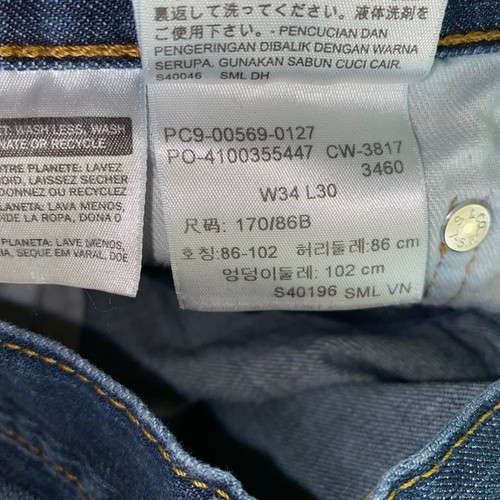 裏返して洗ってください。液体洗剤を
ご使用下さい。- PENCUCIAN DAN
PENGERINGAN DIBALIK DENGAN WARNA
SERUPA. GUNAKAN SABUN CUCI CAIR.
S40046 SML DH
WASH LESS, WASH
NATE OR RECYCLE
TRE PLANETE: LAVEZ
OID, LAISSEZ SECHER
DONNEZ OU RECYCLEZ
PLANETA: LAVA MENOS,
DE LA ROPA, DONA O
PLANETA: LAVE MENOS,
IA, SEQUE EM VARAL, DOE
PC9-00569-0127
PO-4100355447 CW-3817
3460
W34 L30
尺码: 170/86B
호칭:86-102 허리둘레:86 cm
엉덩이둘레: 102 cm
S40196 SML VN